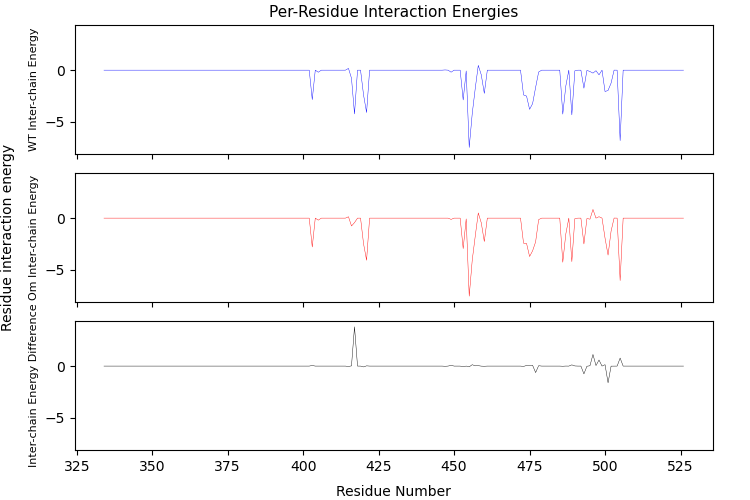 Per-Residue Interaction Energies
Residue interaction energy
WT Inter-chain Energy
0
−5
Om Inter-chain Energy
0
−5
Inter-chain Energy Difference
0
−5
325
350
375
400
425
450
475
500
525
Residue Number